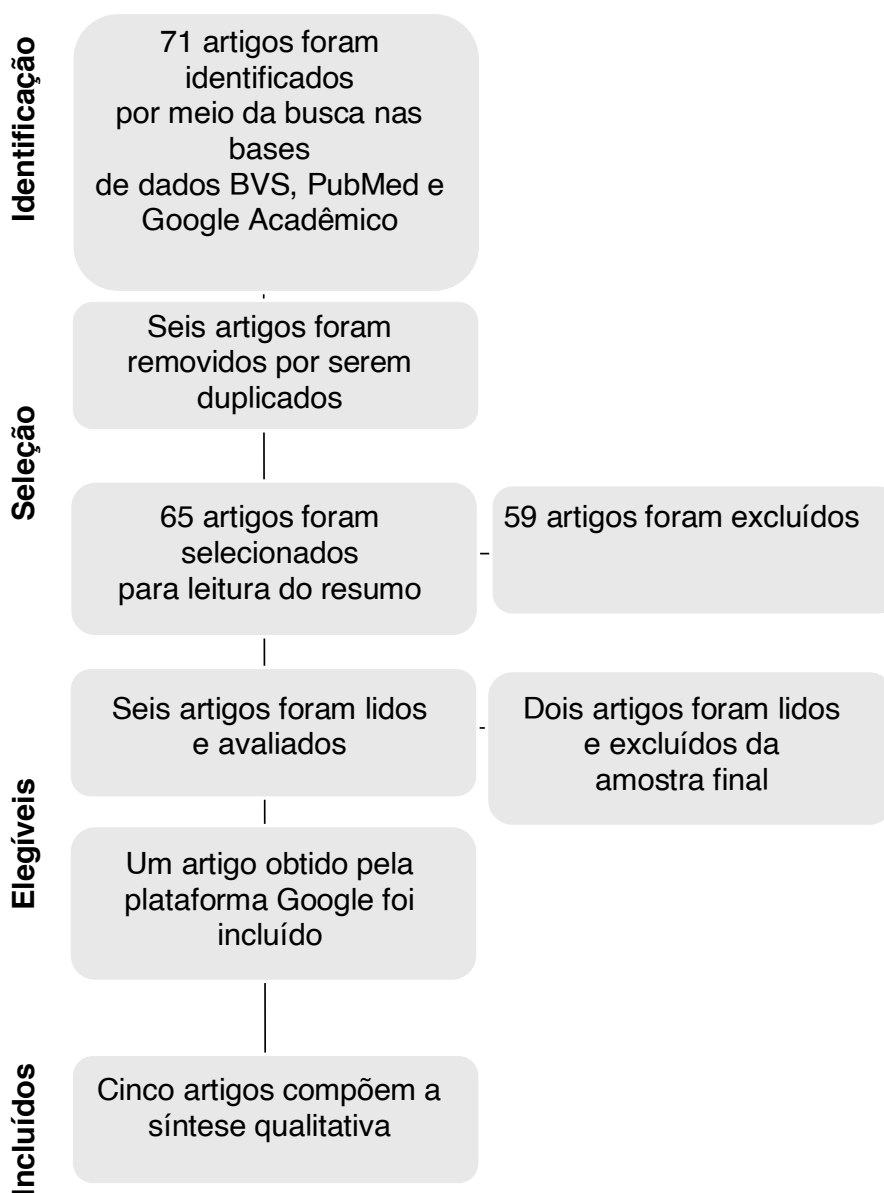 Identificação
71 artigos foram
identificados
por meio da busca nas
bases
de dados BVS, PubMed e
Google Acadêmico
Seleção
Seis artigos foram
removidos por serem
duplicados
65 artigos foram
selecionados
para leitura do resumo
59 artigos foram excluídos
Elegíveis
Seis artigos foram lidos
e avaliados
Dois artigos foram lidos
e excluídos da
amostra final
Um artigo obtido pela
plataforma Google foi
incluído
Incluídos
Cinco artigos compõem a
síntese qualitativa